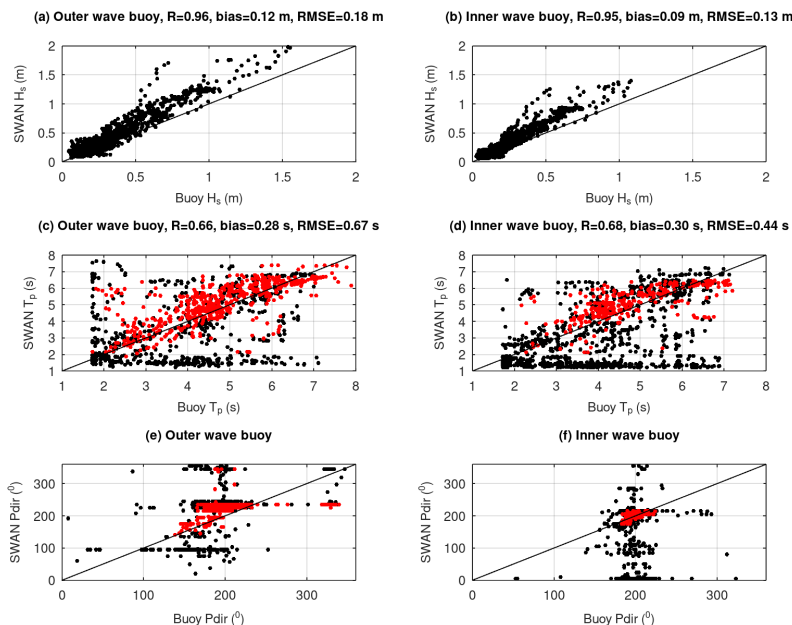 (a) Outer wave buoy, R=0.96, bias=0.12 m, RMSE=0.18 m
2
1.5
1
0.5
0
SWAN Hs (m)
0 0.5 1 1.5 2
Buoy Hs (m)
(b) Inner wave buoy, R=0.95, bias=0.09 m, RMSE=0.13 m
2
1.5
1
0.5
0
SWAN Hs (m)
0 0.5 1 1.5 2
Buoy Hs (m)
(c) Outer wave buoy, R=0.66, bias=0.28 s, RMSE=0.67 s
8
7
6
5
4
3
2
1
SWAN Tp (s)
1 2 3 4 5 6 7 8
Buoy Tp (s)
(d) Inner wave buoy, R=0.68, bias=0.30 s, RMSE=0.44 s
8
7
6
5
4
3
2
1
SWAN Tp (s)
1 2 3 4 5 6 7 8
Buoy Tp (s)
(e) Outer wave buoy
300
200
100
0
SWAN Pdir (⁰)
0 100 200 300
Buoy Pdir (⁰)
(f) Inner wave buoy
300
200
100
0
SWAN Pdir (⁰)
0 100 200 300
Buoy Pdir (⁰)